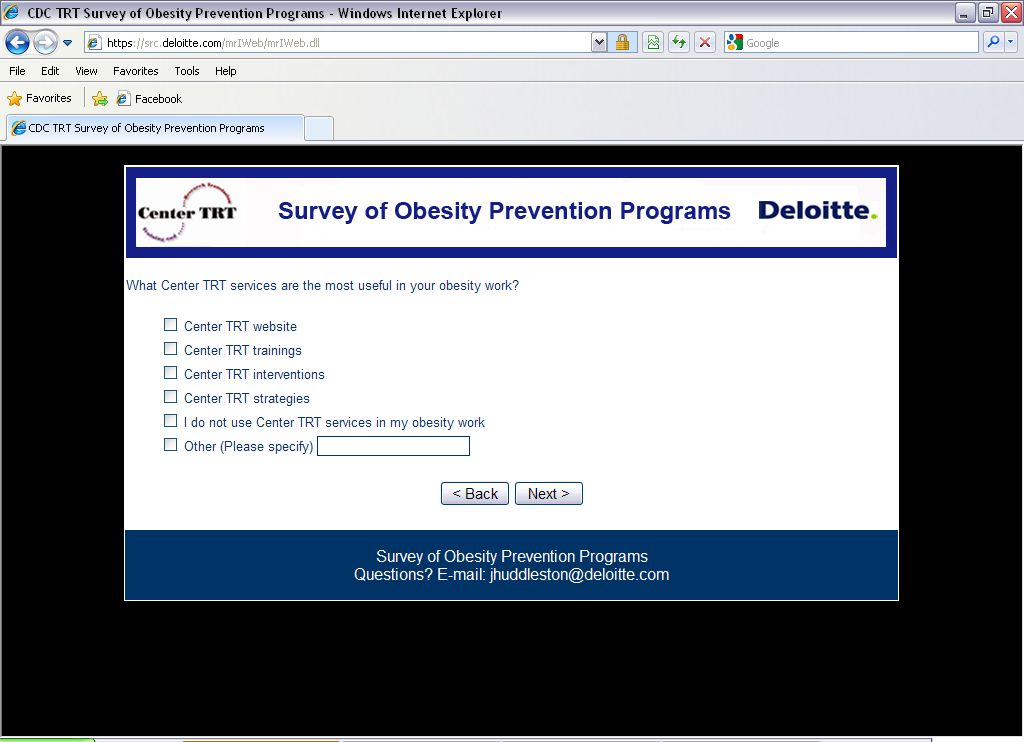 CDC TRT Survey of Obesity Prevention Programs - Windows Internet Explorer
https://src.deloitte.com/mrIWeb/mrIWeb.dll
Google
File Edit View Favorites Tools Help
Favorites Facebook
CDC TRT Survey of Obesity Prevention Programs
Center TRT
Survey of Obesity Prevention Programs
Deloitte.
What Center TRT services are the most useful in your obesity work?
Center TRT website
Center TRT trainings
Center TRT interventions
Center TRT strategies
I do not use Center TRT services in my obesity work
Other (Please specify)
< Back Next >
Survey of Obesity Prevention Programs
Questions? E-mail: jhuddleston@deloitte.com